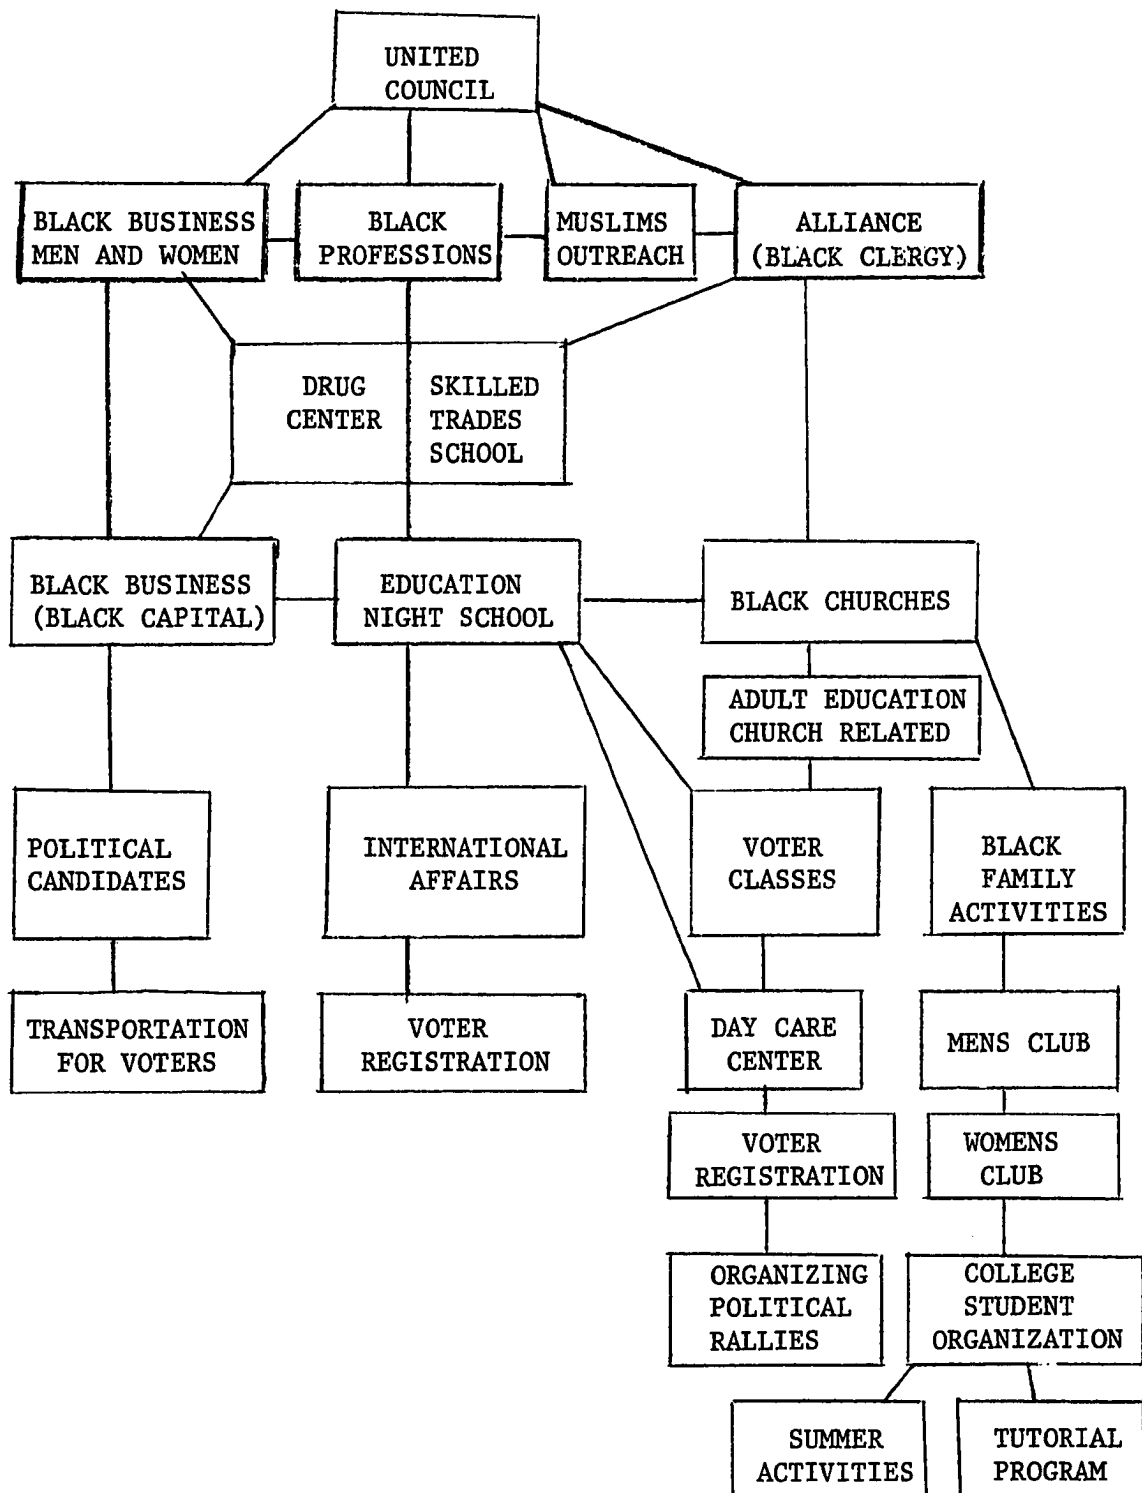 UNITED
COUNCIL
BLACK BUSINESS
MEN AND WOMEN
BLACK
PROFESSIONS
MUSLIMS
OUTREACH
ALLIANCE
(BLACK CLERGY)
DRUG
CENTER
SKILLED
TRADES
SCHOOL
BLACK BUSINESS
(BLACK CAPITAL)
EDUCATION
NIGHT SCHOOL
BLACK CHURCHES
ADULT EDUCATION
CHURCH RELATED
POLITICAL
CANDIDATES
INTERNATIONAL
AFFAIRS
VOTER
CLASSES
BLACK
FAMILY
ACTIVITIES
TRANSPORTATION
FOR VOTERS
VOTER
REGISTRATION
DAY CARE
CENTER
MENS CLUB
VOTER
REGISTRATION
WOMENS
CLUB
ORGANIZING
POLITICAL
RALLIES
COLLEGE
STUDENT
ORGANIZATION
SUMMER
ACTIVITIES
TUTORIAL
PROGRAM